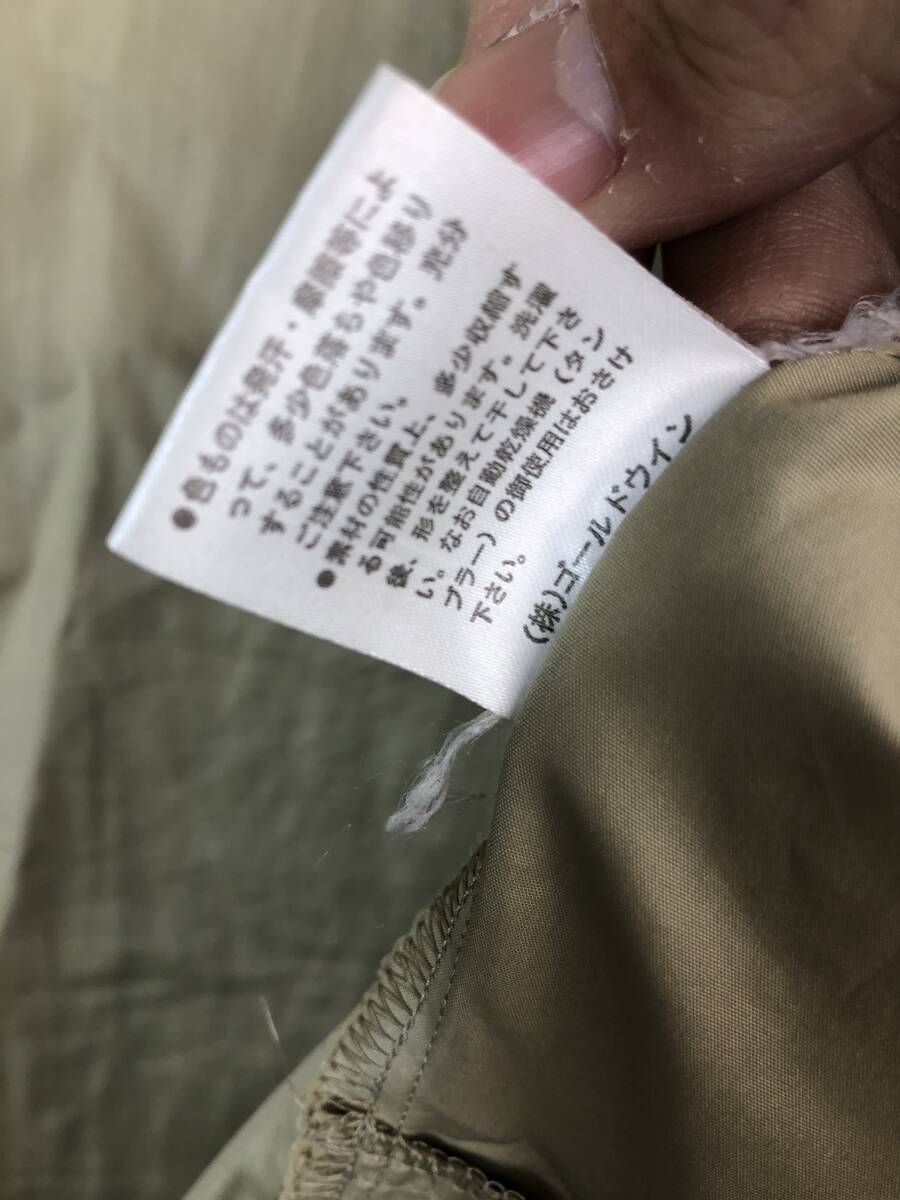 ●色ものは発汗・摩擦等によ
って、多少色落ちや色移り
することがあります。充分
ご注意下さい。
●素材の性質上、多少収縮す
る可能性があります。洗濯
後、形を整えて干して下さ
い。なお自動乾燥機（タン
ブラー）の御使用はおさけ
下さい。
(株)ゴールドウイン